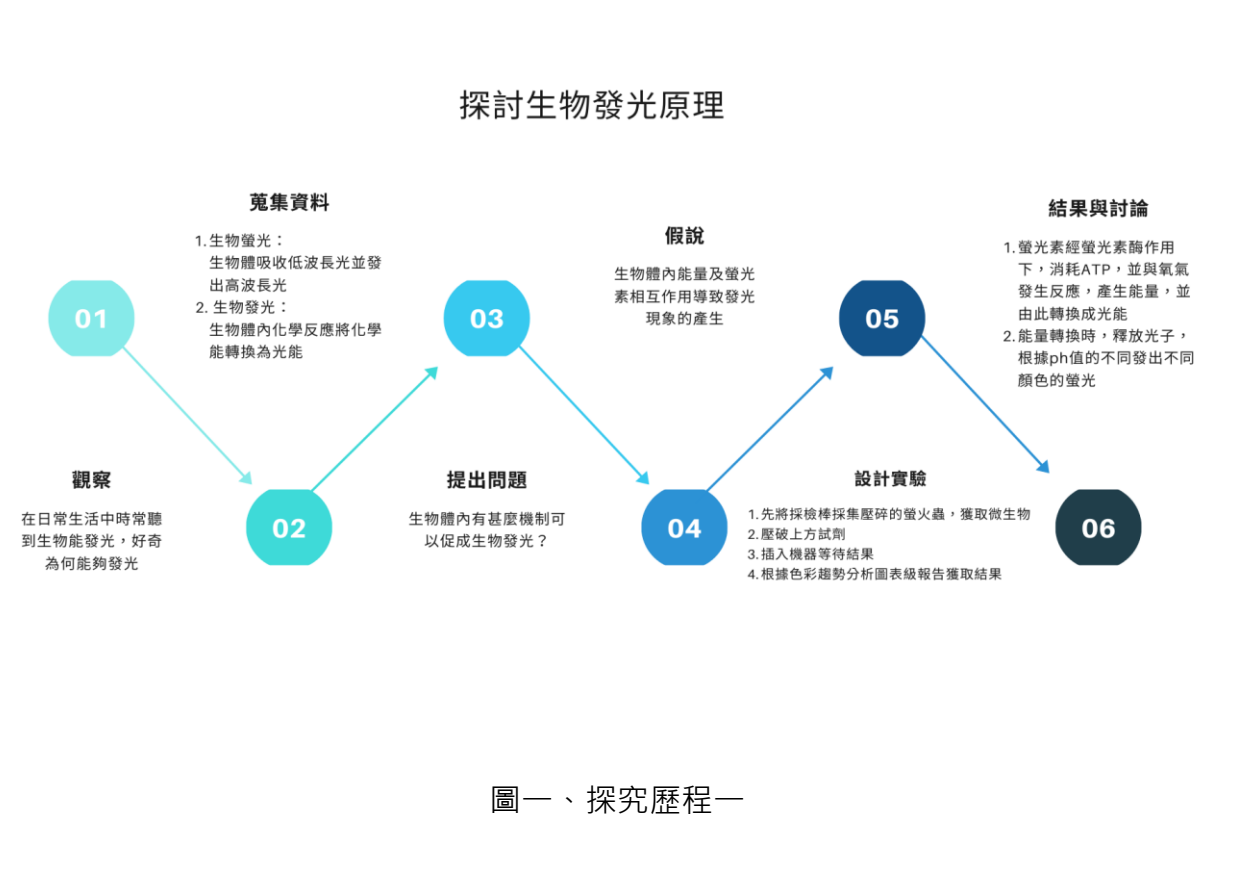 探討生物發光原理
01
觀察
在日常生活中時常聽
到生物能發光，好奇
為何能夠發光
蒐集資料
1. 生物螢光：
生物體吸收低波長光並發
出高波長光
2. 生物發光：
生物體內化學反應將化學
能轉換為光能
02
03
提出問題
生物體內有甚麼機制可
以促成生物發光？
假說
生物體內能量及螢光
素相互作用導致發光
現象的產生
04
05
設計實驗
1. 先將採檢棒採集壓碎的螢火蟲，獲取微生物
2. 壓破上方試劑
3. 插入機器等待結果
4. 根據色彩趨勢分析圖表級報告獲取結果
結果與討論
1. 螢光素經螢光素酶作用
下，消耗ATP，並與氧氣
發生反應，產生能量，並
由此轉換成光能
2. 能量轉換時，釋放光子，
根據ph值的不同發出不同
顏色的螢光
06
圖一、探究歷程一